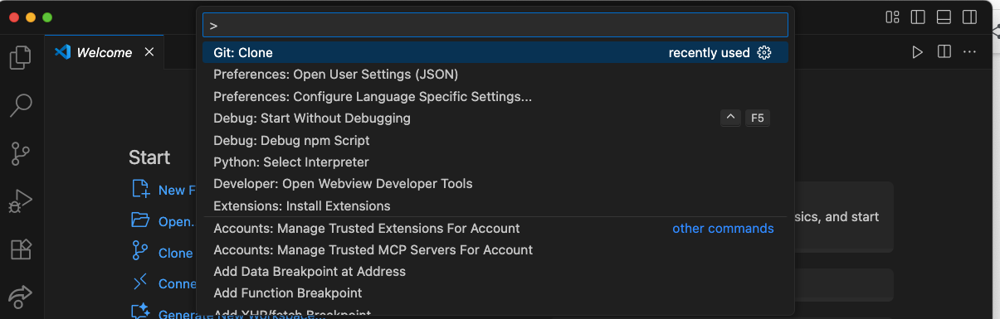 >
Welcome
Git: Clone recently used
Preferences: Open User Settings (JSON)
Preferences: Configure Language Specific Settings...
Debug: Start Without Debugging ^ F5
Debug: Debug npm Script
Python: Select Interpreter
Developer: Open Webview Developer Tools
Extensions: Install Extensions
Accounts: Manage Trusted Extensions For Account other commands
Accounts: Manage Trusted MCP Servers For Account
Add Data Breakpoint at Address
Add Function Breakpoint
Add XHR/fetch Breakpoint
Start
New F
Open.
Clone
Conne
Generate New Workspace...
sics, and start